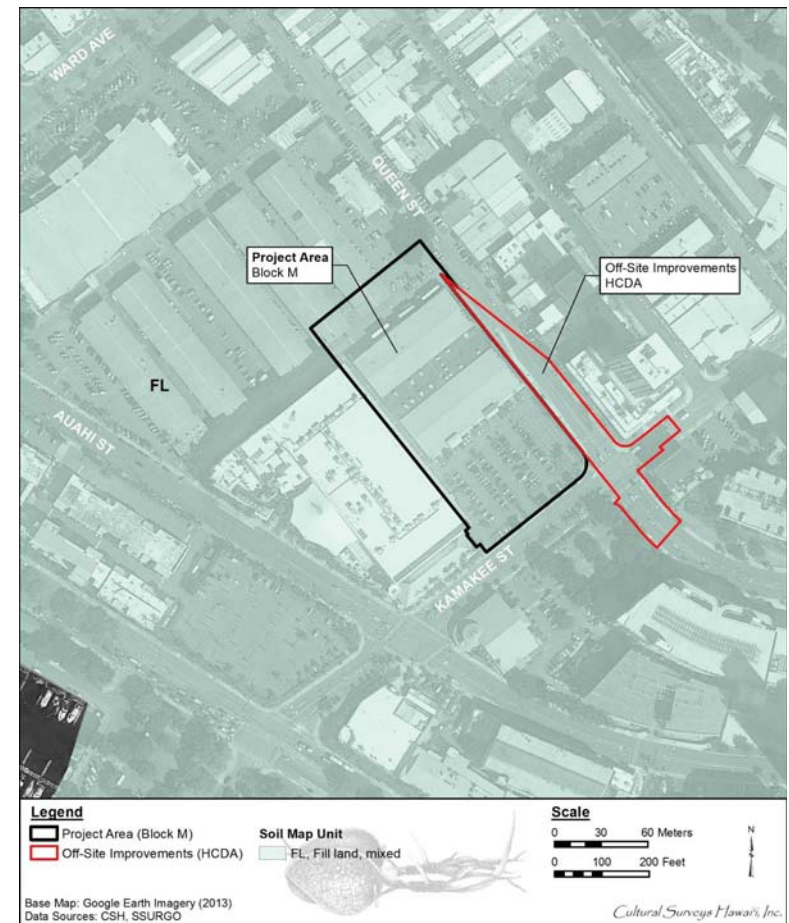 WARD AVE
QUEEN ST
Project Area
Block M
Off-Site Improvements
HCDA
FL
AUAHI ST
KAMAKEE ST
Legend
Project Area (Block M)
Off-Site Improvements (HCDA)
Soil Map Unit
FL, Fill land, mixed
Scale
0 30 60 Meters
0 100 200 Feet
N
Base Map: Google Earth Imagery (2013)
Data Sources: CSH, SSURGO
Cultural Surveys Hawai'i, Inc.